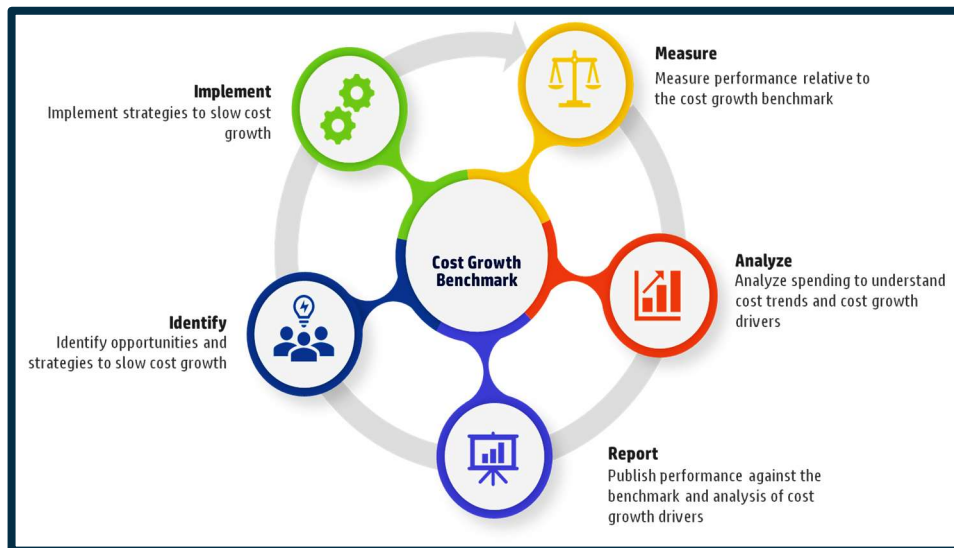 Measure
Measure performance relative to
the cost growth benchmark
Implement
Implement strategies to slow cost
growth
Cost Growth
Benchmark
Analyze
Analyze spending to understand
cost trends and cost growth
drivers
Identify
Identify opportunities and
strategies to slow cost growth
Report
Publish performance against the
benchmark and analysis of cost
growth drivers